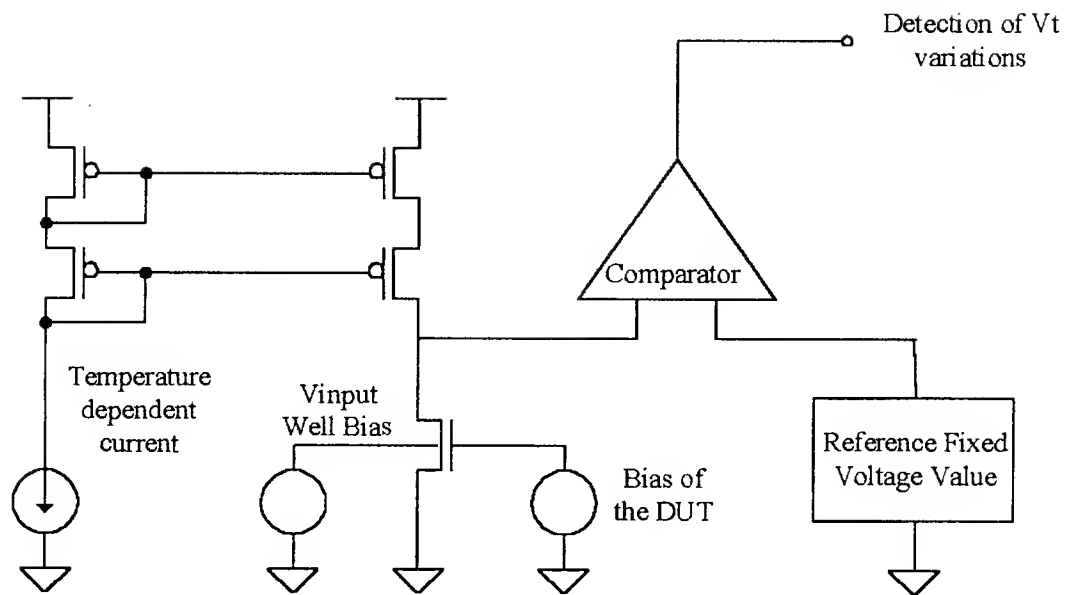 Detection of Vt
variations
Comparator
Temperature
dependent
current
Vinput
Well Bias
Bias of
the DUT
Reference Fixed
Voltage Value